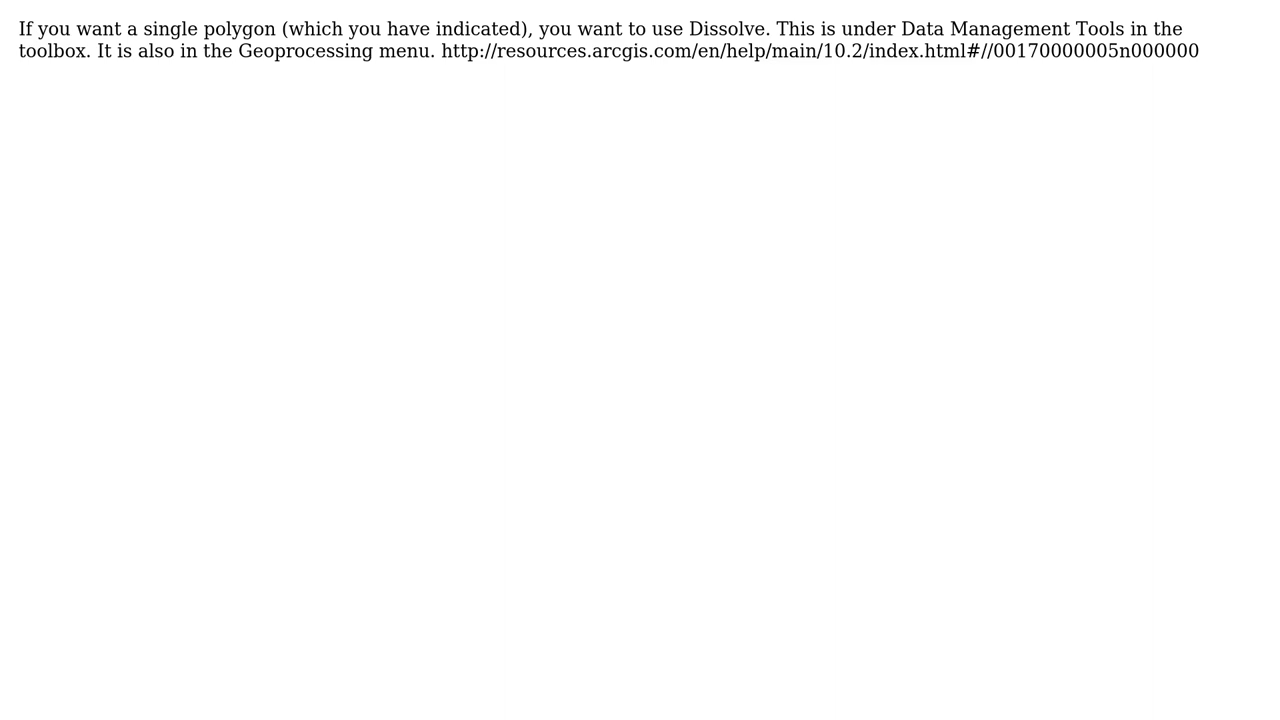 If you want a single polygon (which you have indicated), you want to use Dissolve. This is under Data Management Tools in the
toolbox. It is also in the Geoprocessing menu. http://resources.arcgis.com/en/help/main/10.2/index.html#//00170000005n000000